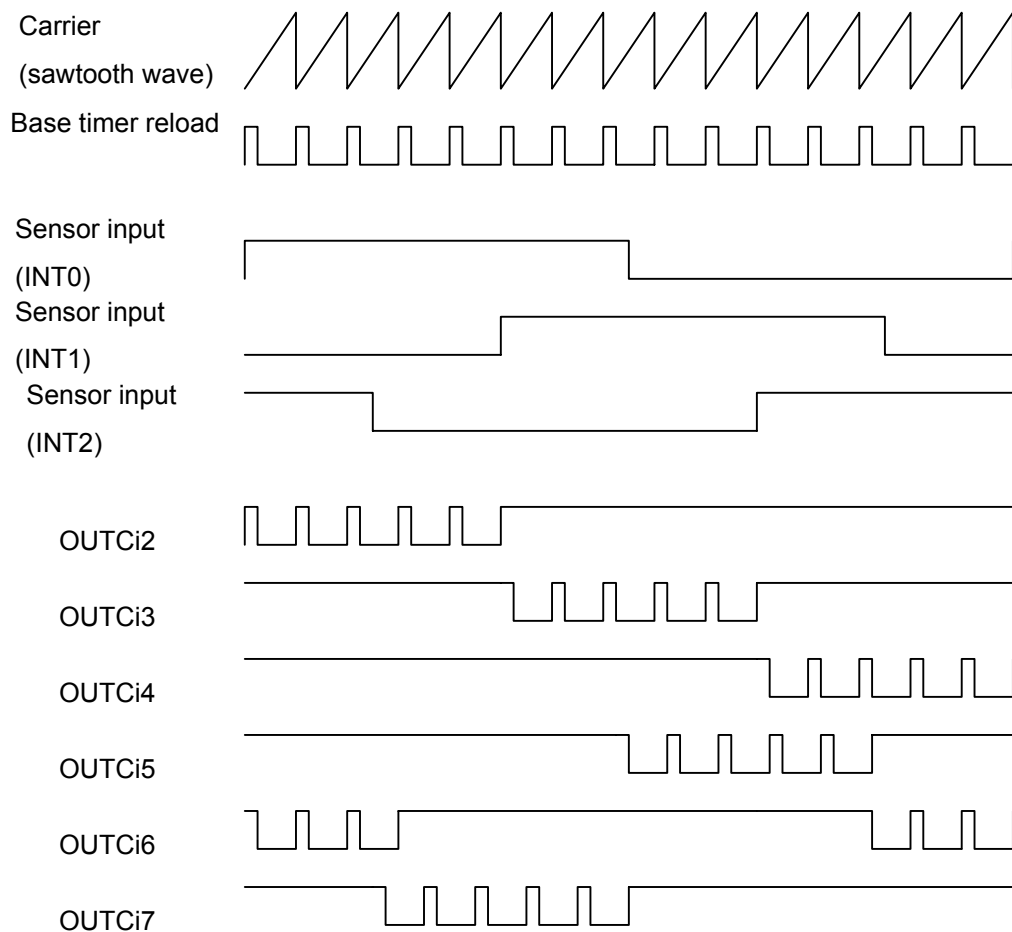 Carrier
(sawtooth wave)
Base timer reload
Sensor input
(INT0)
Sensor input
(INT1)
Sensor input
(INT2)
OUTCi2
OUTCi3
OUTCi4
OUTCi5
OUTCi6
OUTCi7